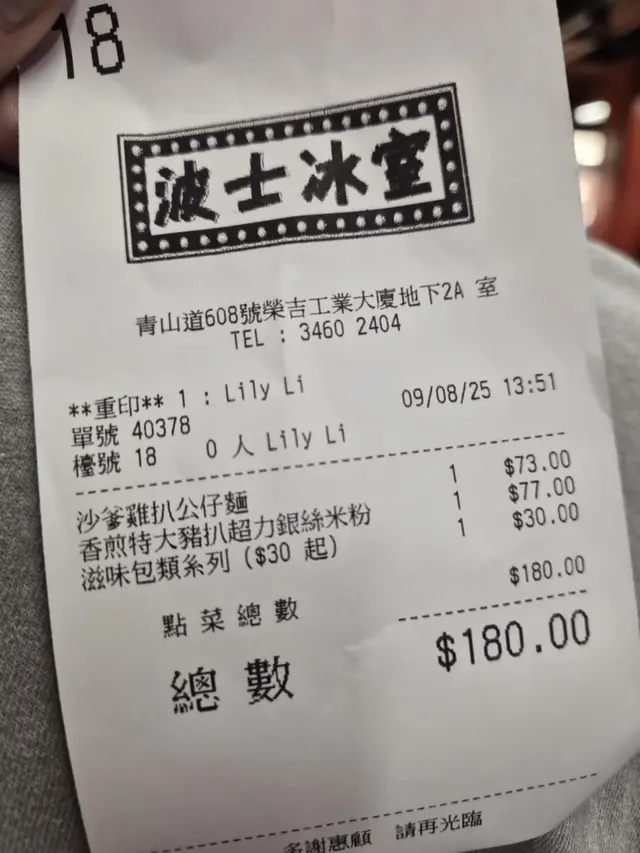 18
波士冰室
青山道608號榮吉工業大廈地下2A 室
TEL : 3460 2404
**重印** 1 : Lily Li 09/08/25 13:51
單號 40378
檯號 18 0 人 Lily Li
沙爹雞扒公仔麵 1 $73.00
香煎特大豬扒超力銀絲米粉 1 $77.00
滋味包類系列 ($30 起) 1 $30.00
點菜總數 $180.00
總數 $180.00
多謝惠顧 請再光臨